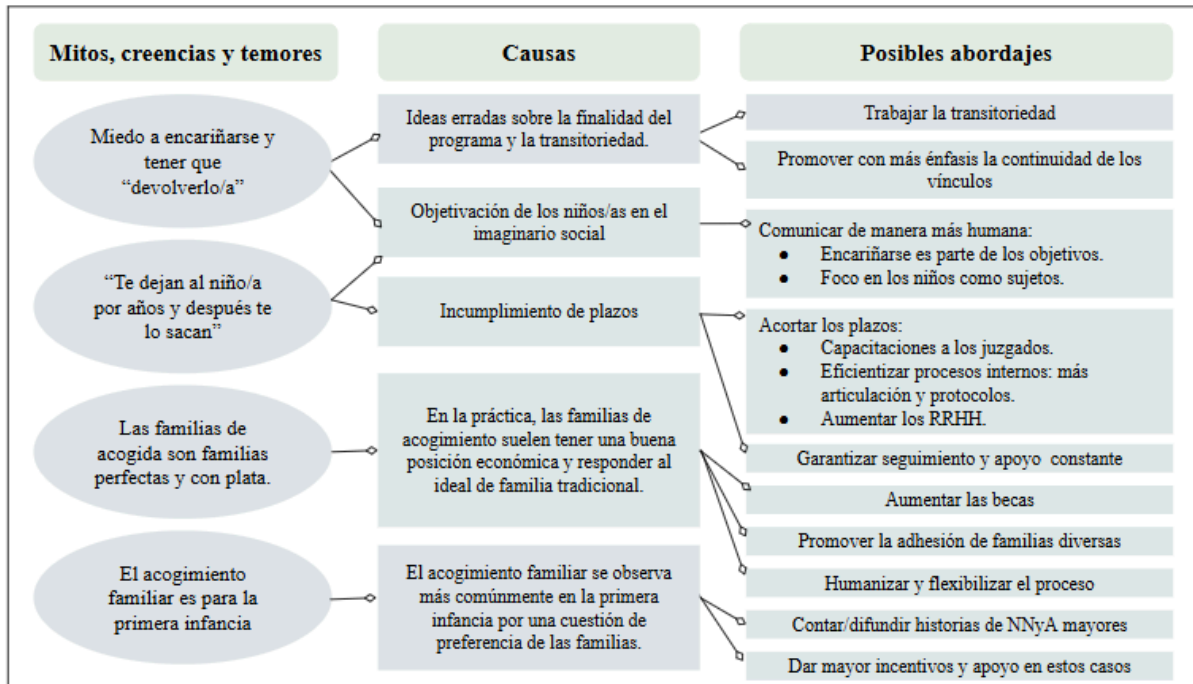 Mitos, creencias y temores
Causas
Posibles abordajes
Miedo a encariñarse y
tener que
“devolverlo/a”
“Te dejan al niño/a
por años y después te
lo sacan”
Las familias de
acogida son familias
perfectas y con plata.
El acogimiento
familiar es para la
primera infancia
Ideas erradas sobre la finalidad del
programa y la transitoriedad.
Objetivación de los niños/as en el
imaginario social
Incumplimiento de plazos
En la práctica, las familias de
acogimiento suelen tener una buena
posición económica y responder al
ideal de familia tradicional.
El acogimiento familiar se observa
más comúnmente en la primera
infancia por una cuestión de
preferencia de las familias.
Trabajar la transitoriedad
Promover con más énfasis la continuidad de los
vínculos
Comunicar de manera más humana:
● Encariñarse es parte de los objetivos.
● Foco en los niños como sujetos.
Acortar los plazos:
● Capacitaciones a los juzgados.
● Eficientizar procesos internos: más
articulación y protocolos.
● Aumentar los RRHH.
Garantizar seguimiento y apoyo constante
Aumentar las becas
Promover la adhesión de familias diversas
Humanizar y flexibilizar el proceso
Contar/difundir historias de NNyA mayores
Dar mayor incentivos y apoyo en estos casos